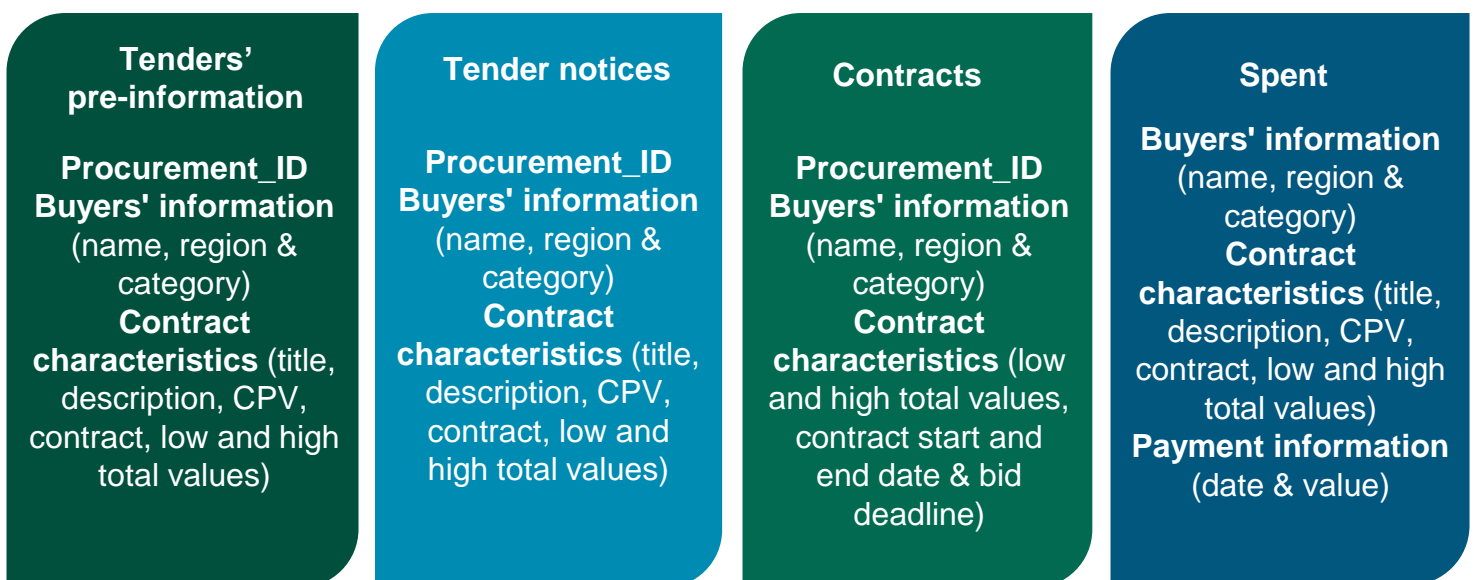 Tenders’
pre-information
Procurement_ID
Buyers' information
(name, region &
category)
Contract
characteristics (title,
description, CPV,
contract, low and high
total values)
Tender notices
Procurement_ID
Buyers' information
(name, region &
category)
Contract
characteristics (title,
description, CPV,
contract, low and
high total values)
Contracts
Procurement_ID
Buyers' information
(name, region &
category)
Contract
characteristics (low
and high total values,
contract start and
end date & bid
deadline)
Spent
Buyers' information
(name, region &
category)
Contract
characteristics (title,
description, CPV,
contract, low and high
total values)
Payment information
(date & value)